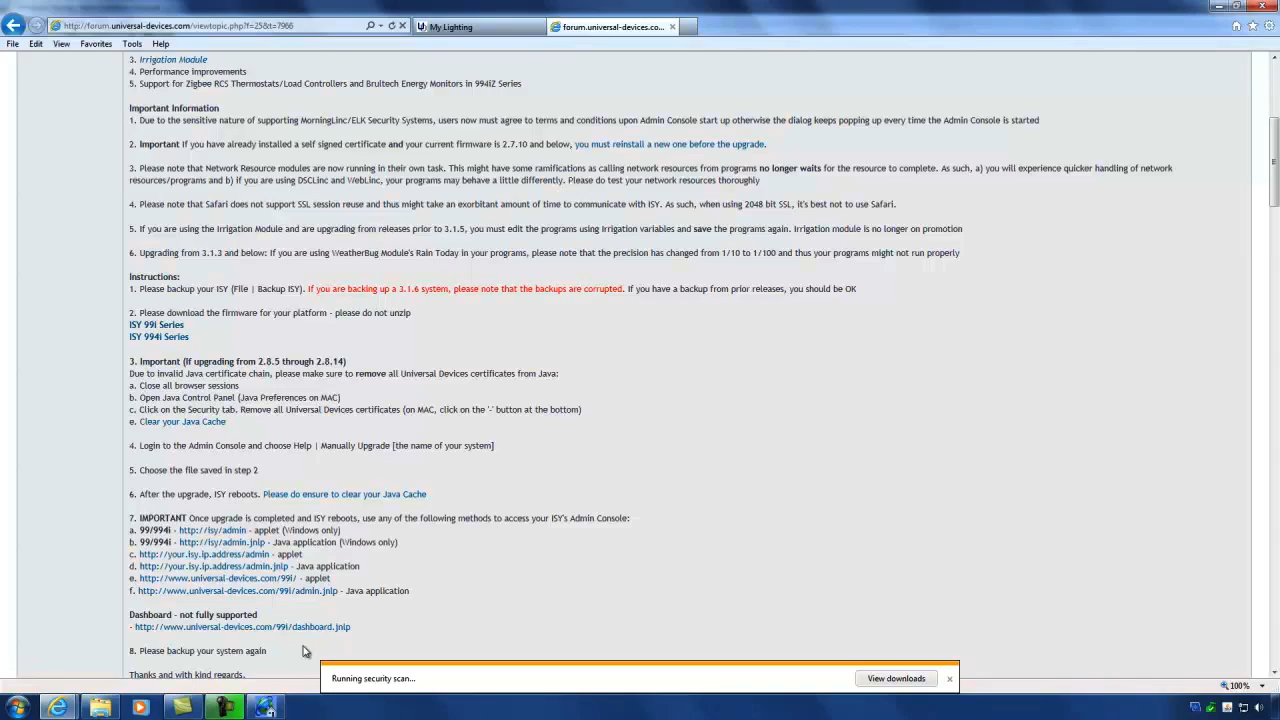 http://forum.universal-devices.com/viewtopic.php?f=25&t=7966
My Lighting
forum.universal-devices.co...
File Edit View Favorites Tools Help
3. Irrigation Module
4. Performance improvements
5. Support for Zigbee RCS Thermostats/Load Controllers and Brultech Energy Monitors in 994iZ Series
Important Information
1. Due to the sensitive nature of supporting MorningLinc/ELK Security Systems, users now must agree to terms and conditions upon Admin Console start up otherwise the dialog keeps popping up every time the Admin Console is started
2. Important If you have already installed a self signed certificate and your current firmware is 2.7.10 and below, you must reinstall a new one before the upgrade.
3. Please note that Network Resource modules are now running in their own task. This might have some ramifications as calling network resources from programs no longer waits for the resource to complete. As such, a) you will experience quicker handling of network
resources/programs and b) if you are using DSCLinc and WebLinc, your programs may behave a little differently. Please do test your network resources thoroughly
4. Please note that Safari does not support SSL session reuse and thus might take an exorbitant amount of time to communicate with ISY. As such, when using 2048 bit SSL, it's best not to use Safari.
5. If you are using the Irrigation Module and are upgrading from releases prior to 3.1.5, you must edit the programs using Irrigation variables and save the programs again. Irrigation module is no longer on promotion
6. Upgrading from 3.1.3 and below: If you are using WeatherBug Module's Rain Today in your programs, please note that the precision has changed from 1/10 to 1/100 and thus your programs might not run properly
Instructions:
1. Please backup your ISY (File | Backup ISY). If you are backing up a 3.1.6 system, please note that the backups are corrupted. If you have a backup from prior releases, you should be OK
2. Please download the firmware for your platform - please do not unzip
ISY 99i Series
ISY 994i Series
3. Important (If upgrading from 2.8.5 through 2.8.14)
Due to invalid Java certificate chain, please make sure to remove all Universal Devices certificates from Java:
a. Close all browser sessions
b. Open Java Control Panel (Java Preferences on MAC)
c. Click on the Security tab. Remove all Universal Devices certificates (on MAC, click on the '-' button at the bottom)
e. Clear your Java Cache
4. Login to the Admin Console and choose Help | Manually Upgrade [the name of your system]
5. Choose the file saved in step 2
6. After the upgrade, ISY reboots. Please do ensure to clear your Java Cache
7. IMPORTANT Once upgrade is completed and ISY reboots, use any of the following methods to access your ISY's Admin Console:
a. 99/994i - http://isy/admin - applet (Windows only)
b. 99/994i - http://isy/admin.jnlp - Java application (Windows only)
c. http://your.isy.ip.address/admin - applet
d. http://your.isy.ip.address/admin.jnlp - Java application
e. http://www.universal-devices.com/99i/ - applet
f. http://www.universal-devices.com/99i/admin.jnlp - Java application
Dashboard - not fully supported
- http://www.universal-devices.com/99i/dashboard.jnlp
8. Please backup your system again
Thanks and with kind regards,
Running security scan...
View downloads
100%